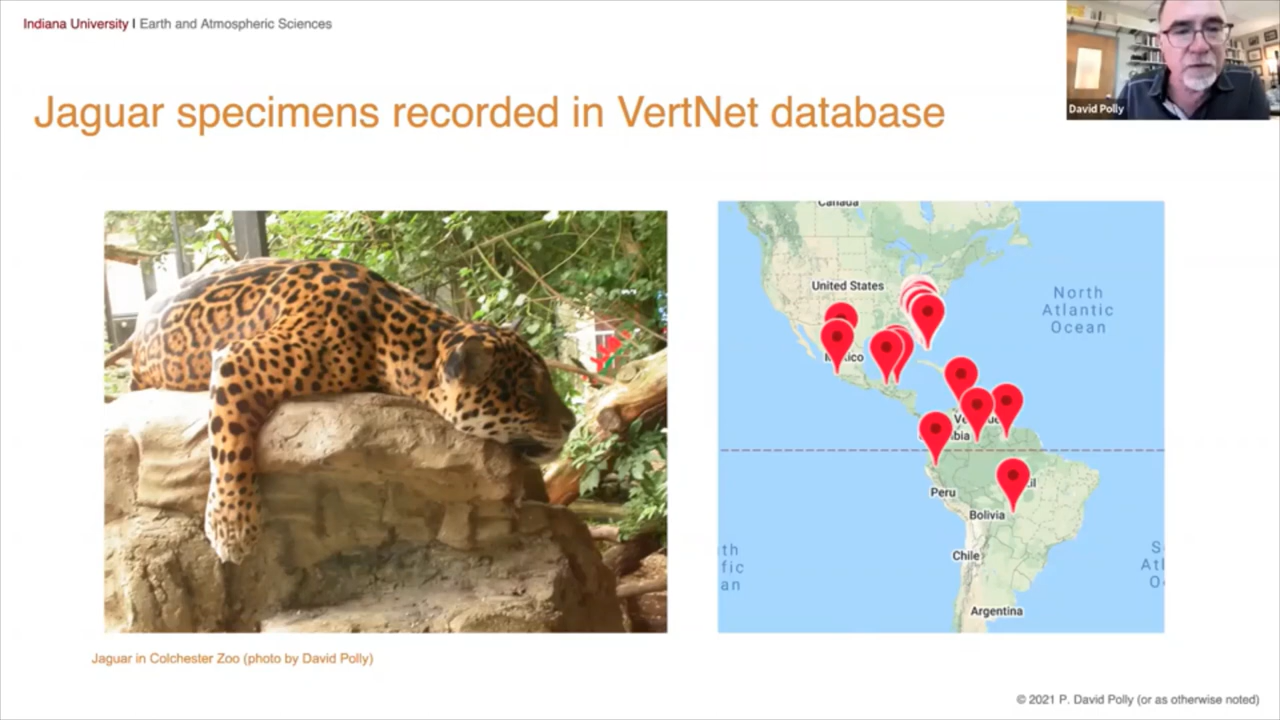 Indiana University | Earth and Atmospheric Sciences
David Polly
Jaguar specimens recorded in VertNet database
Canada
United States
North
Atlantic
Ocean
Peru
Bolivia
Chile
Argentina
Jaguar in Colchester Zoo (photo by David Polly)
© 2021 P. David Polly (or as otherwise noted)